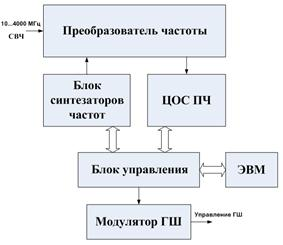 10...4000 МГц
СВЧ
Преобразователь частоты
Блок
синтезаторов
частот
ЦОС ПЧ
Блок управления
ЭВМ
Модулятор ГШ
Управление ГШ